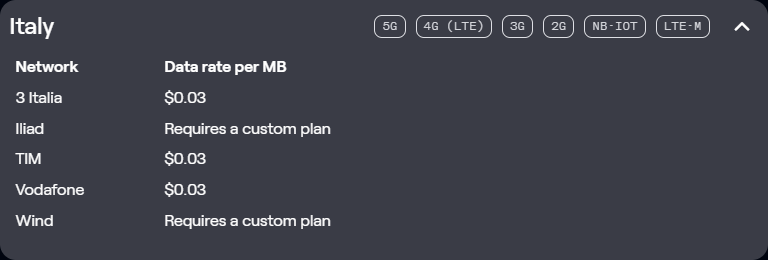 Italy 5G 4G (LTE) 3G 2G NB-IOT LTE-M
Network Data rate per MB
3 Italia $0.03
Iliad Requires a custom plan
TIM $0.03
Vodafone $0.03
Wind Requires a custom plan